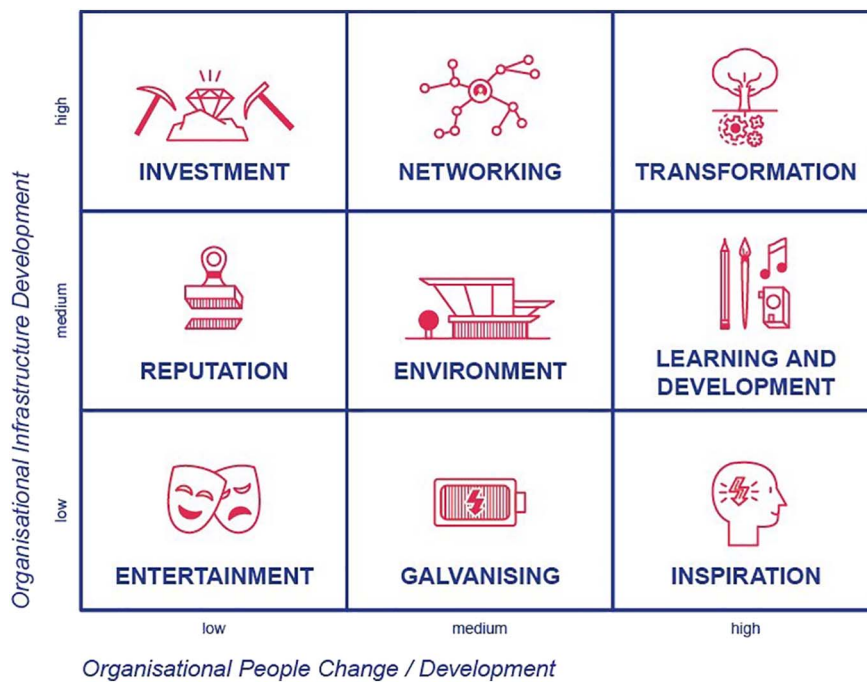 Organisational Infrastructure Development
high
INVESTMENT
NETWORKING
TRANSFORMATION
medium
REPUTATION
ENVIRONMENT
LEARNING AND
DEVELOPMENT
low
ENTERTAINMENT
GALVANISING
INSPIRATION
low
medium
high
Organisational People Change / Development